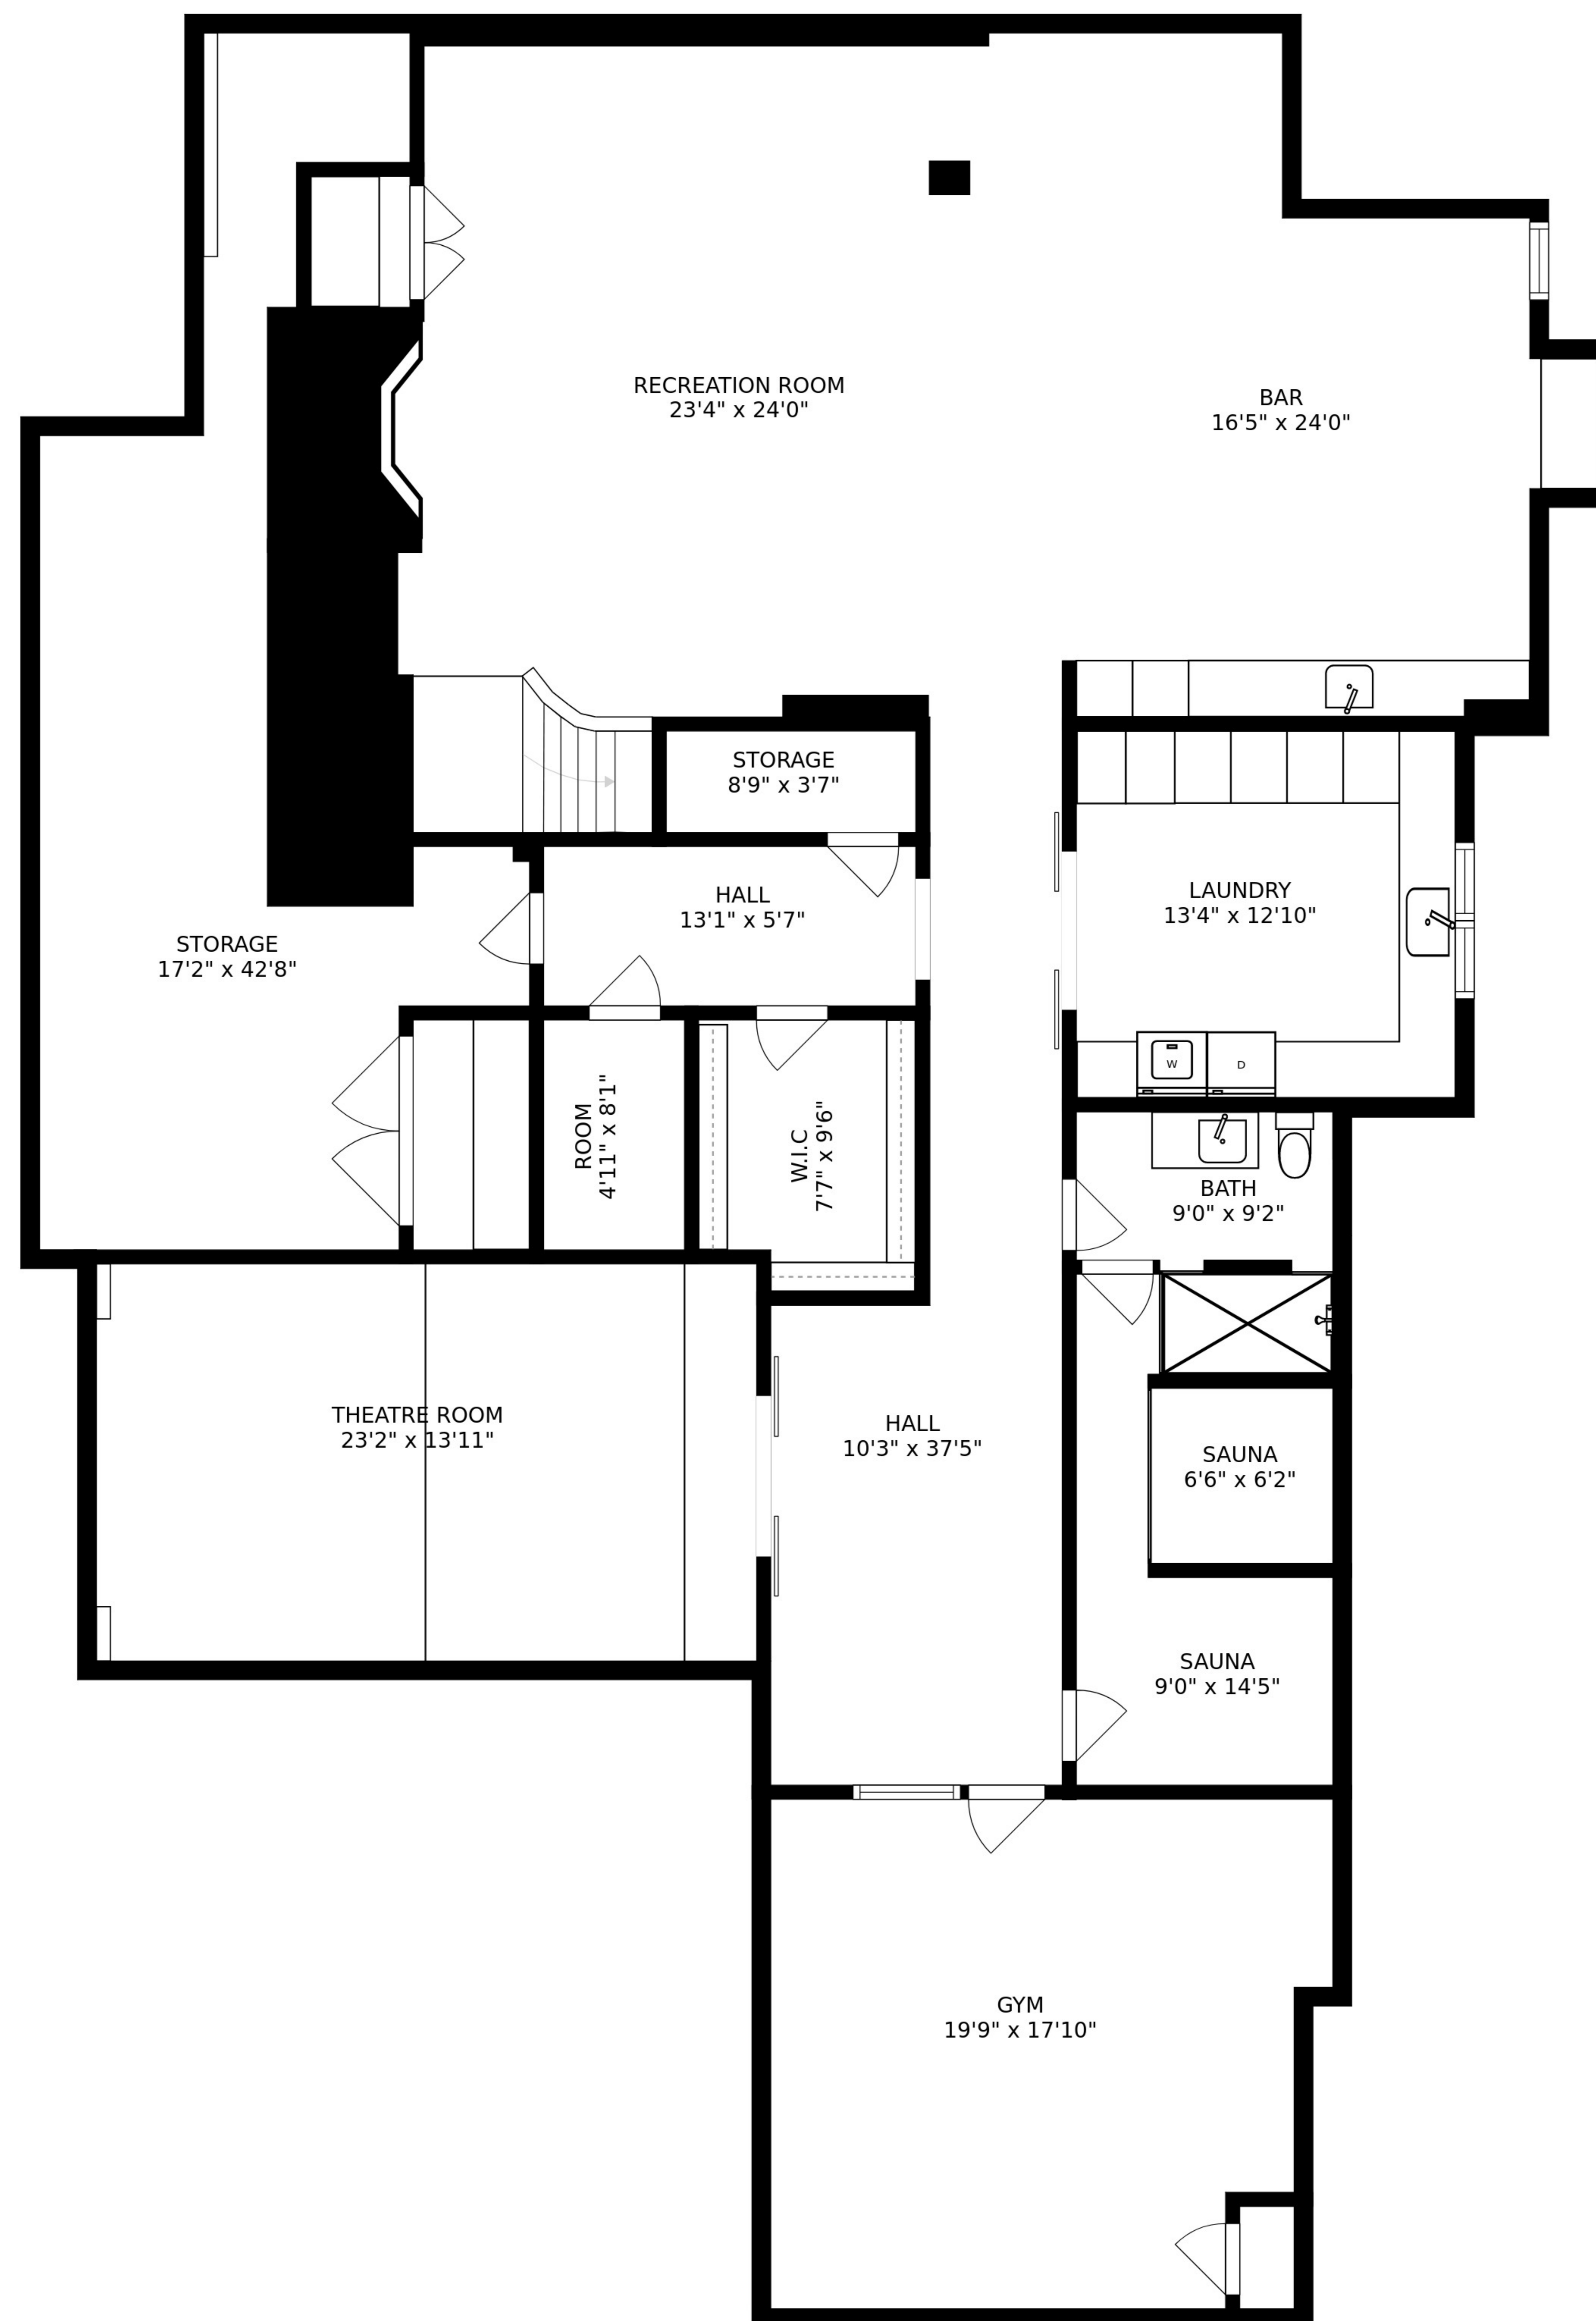 RECREATION ROOM
23'4" x 24'0"
BAR
16'5" x 24'0"
STORAGE
8'9" x 3'7"
HALL
13'1" x 5'7"
LAUNDRY
13'4" x 12'10"
STORAGE
17'2" x 42'8"
W
D
ROOM
4'11" x 8'1"
W.I.C
7'7" x 9'6"
BATH
9'0" x 9'2"
THEATRE ROOM
23'2" x 13'11"
HALL
10'3" x 37'5"
SAUNA
6'6" x 6'2"
SAUNA
9'0" x 14'5"
GYM
19'9" x 17'10"